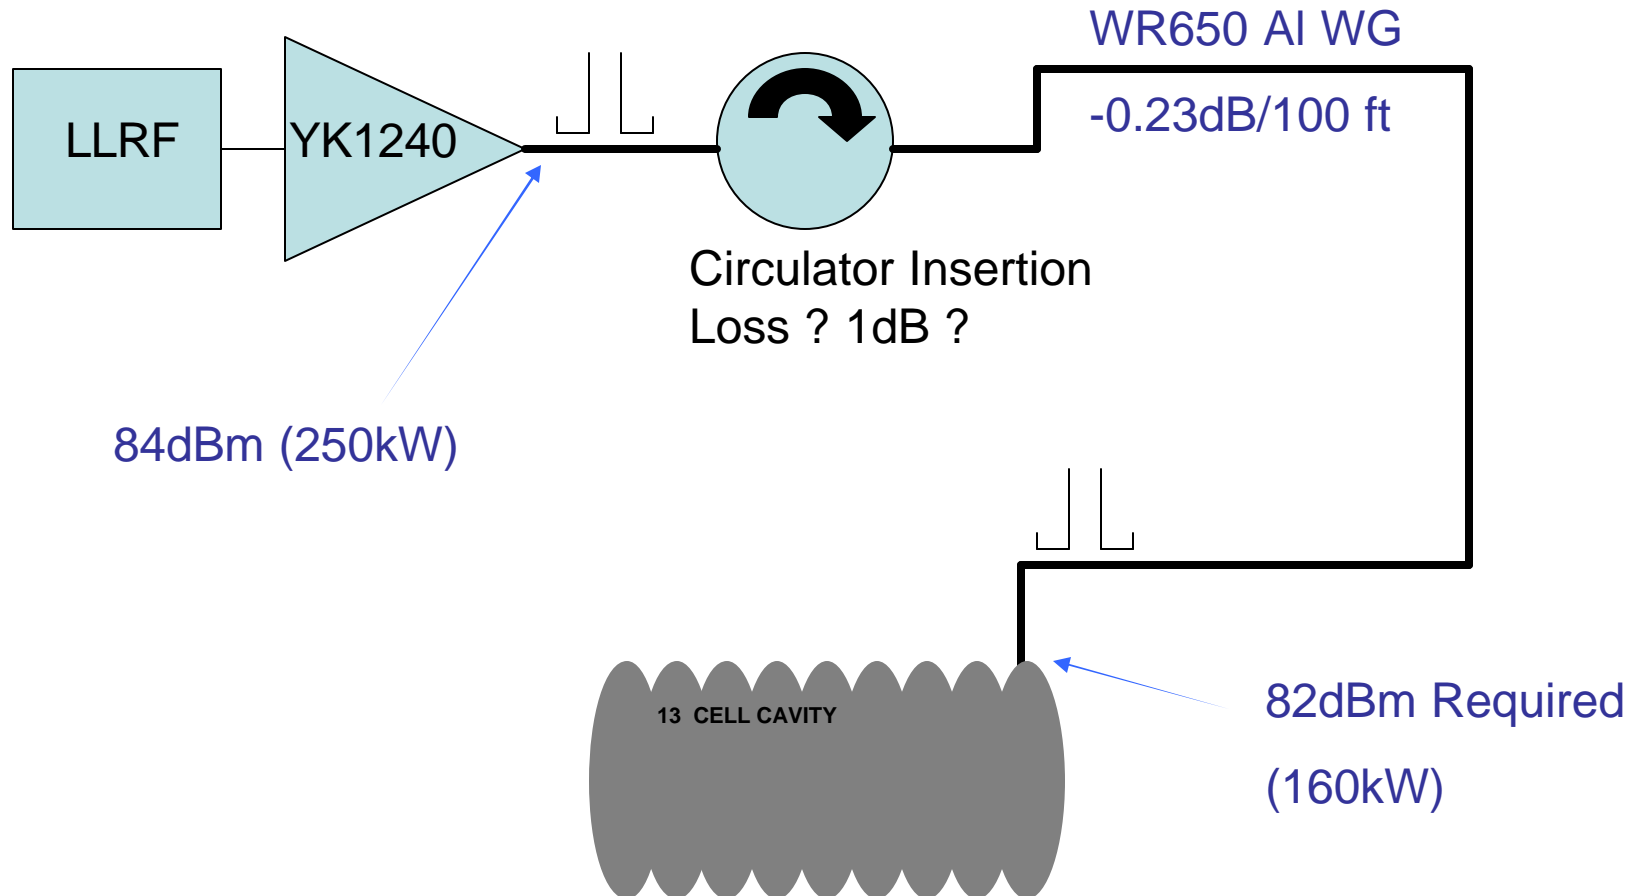 WR650 Al WG
-0.23dB/100 ft
LLRF
YK1240
Circulator Insertion
Loss ? 1dB ?
84dBm (250kW)
13 CELL CAVITY
82dBm Required
(160kW)